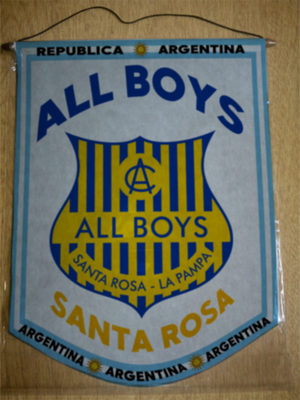 REPUBLICA ARGENTINA
ALL BOYS
CA
ALL BOYS
SANTA ROSA - LA PAMPA
SANTA ROSA
ARGENTINA ARGENTINA ARGENTINA